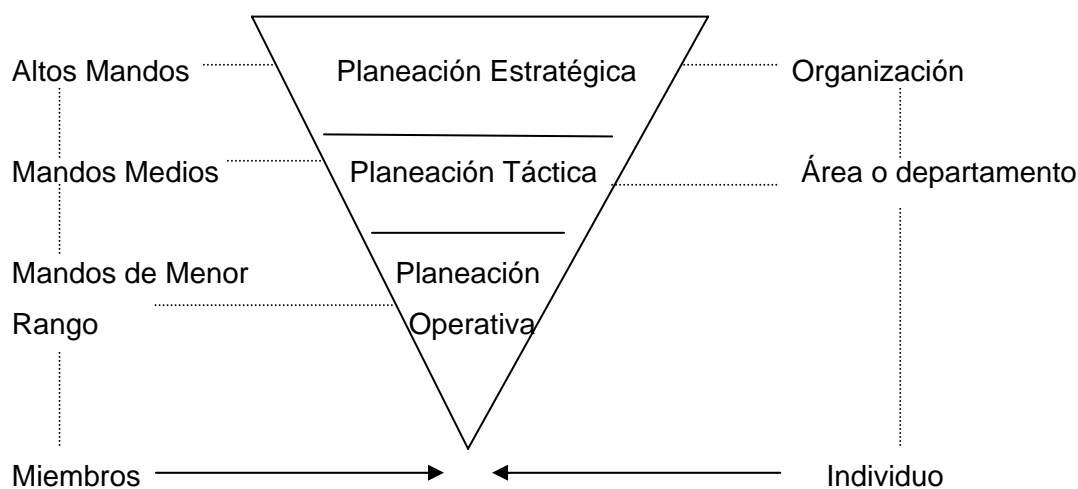 Altos Mandos Planeación Estratégica Organización
Mandos Medios Planeación Táctica Área o departamento
Mandos de Menor Planeación
Rango Operativa
Miembros Individuo